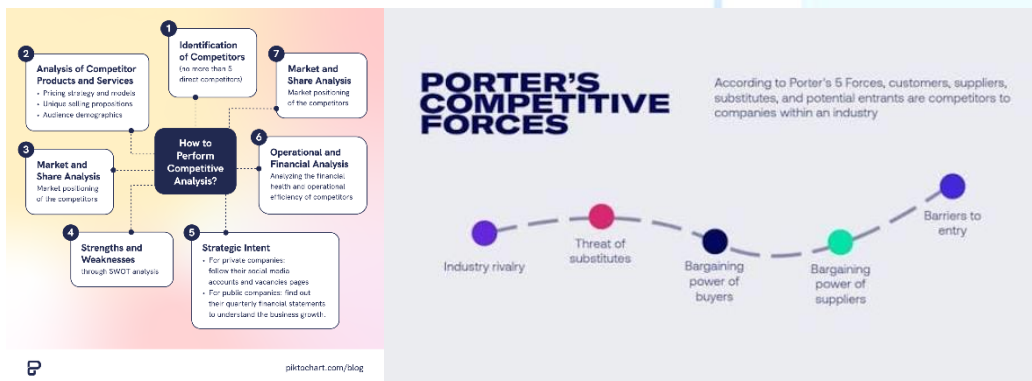 1
Identification
of Competitors
(no more than 5
direct competitors)
2
Analysis of Competitor
Products and Services
• Pricing strategy and models
• Unique selling propositions
• Audience demographics
7
Market and
Share Analysis
Market positioning
of the competitors
How to
Perform
Competitive
Analysis?
3
Market and
Share Analysis
Market positioning
of the competitors
6
Operational and
Financial Analysis
Analyzing the financial
health and operational
efficiency of competitors
4
Strengths and
Weaknesses
through SWOT analysis
5
Strategic Intent
• For private companies:
follow their social media
accounts and vacancies pages
• For public companies: find out
their quarterly financial statements
to understand the business growth.
piktochart.com/blog
PORTER'S
COMPETITIVE
FORCES
According to Porter's 5 Forces, customers, suppliers,
substitutes, and potential entrants are competitors to
companies within an industry
Industry rivalry
Threat of
substitutes
Bargaining
power of
buyers
Bargaining
power of
suppliers
Barriers to
entry